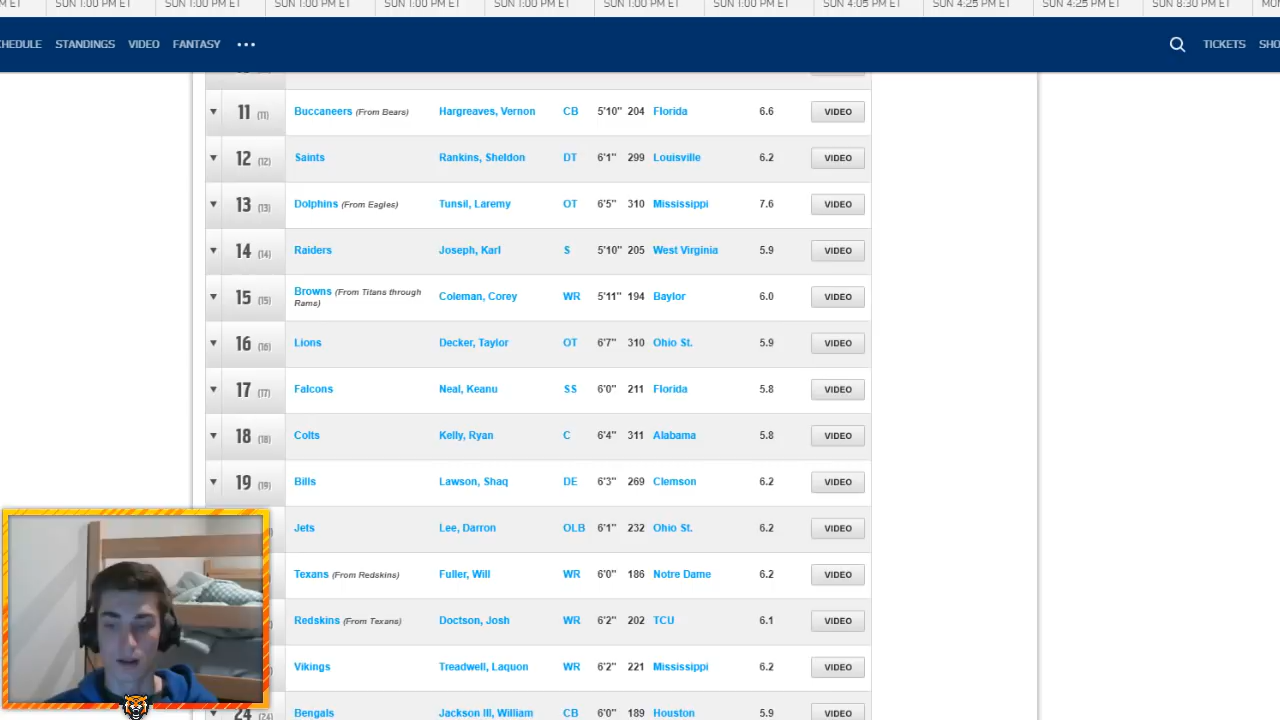 M ET SUN 1:00 PM ET SUN 1:00 PM ET SUN 1:00 PM ET SUN 1:00 PM ET SUN 1:00 PM ET SUN 1:00 PM ET SUN 1:00 PM ET SUN 4:05 PM ET SUN 4:25 PM ET SUN 4:25 PM ET SUN 8:30 PM ET MO
HEDULE STANDINGS VIDEO FANTASY ••• TICKETS SHO
11 (11) Buccaneers (From Bears) Hargreaves, Vernon CB 5'10" 204 Florida 6.6 VIDEO
12 (12) Saints Rankins, Sheldon DT 6'1" 299 Louisville 6.2 VIDEO
13 (13) Dolphins (From Eagles) Tunsil, Laremy OT 6'5" 310 Mississippi 7.6 VIDEO
14 (14) Raiders Joseph, Karl S 5'10" 205 West Virginia 5.9 VIDEO
15 (15) Browns (From Titans through Rams) Coleman, Corey WR 5'11" 194 Baylor 6.0 VIDEO
16 (16) Lions Decker, Taylor OT 6'7" 310 Ohio St. 5.9 VIDEO
17 (17) Falcons Neal, Keanu SS 6'0" 211 Florida 5.8 VIDEO
18 (18) Colts Kelly, Ryan C 6'4" 311 Alabama 5.8 VIDEO
19 (19) Bills Lawson, Shaq DE 6'3" 269 Clemson 6.2 VIDEO
Jets Lee, Darron OLB 6'1" 232 Ohio St. 6.2 VIDEO
Texans (From Redskins) Fuller, Will WR 6'0" 186 Notre Dame 6.2 VIDEO
Redskins (From Texans) Doctson, Josh WR 6'2" 202 TCU 6.1 VIDEO
Vikings Treadwell, Laquon WR 6'2" 221 Mississippi 6.2 VIDEO
24 (24) Bengals Jackson III, William CB 6'0" 189 Houston 5.9 VIDEO